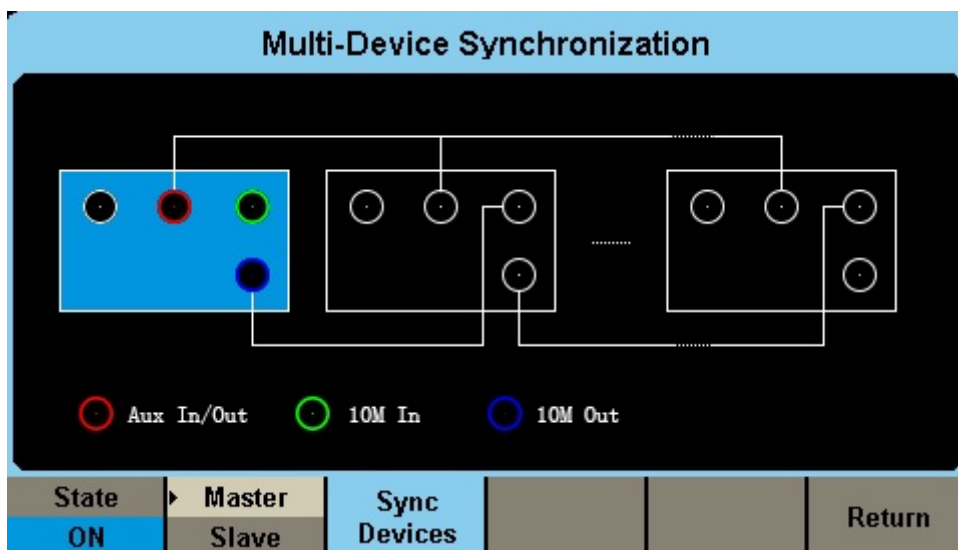 Multi-Device Synchronization
Aux In/Out 10M In 10M Out
State Master Sync Return
ON Slave Devices